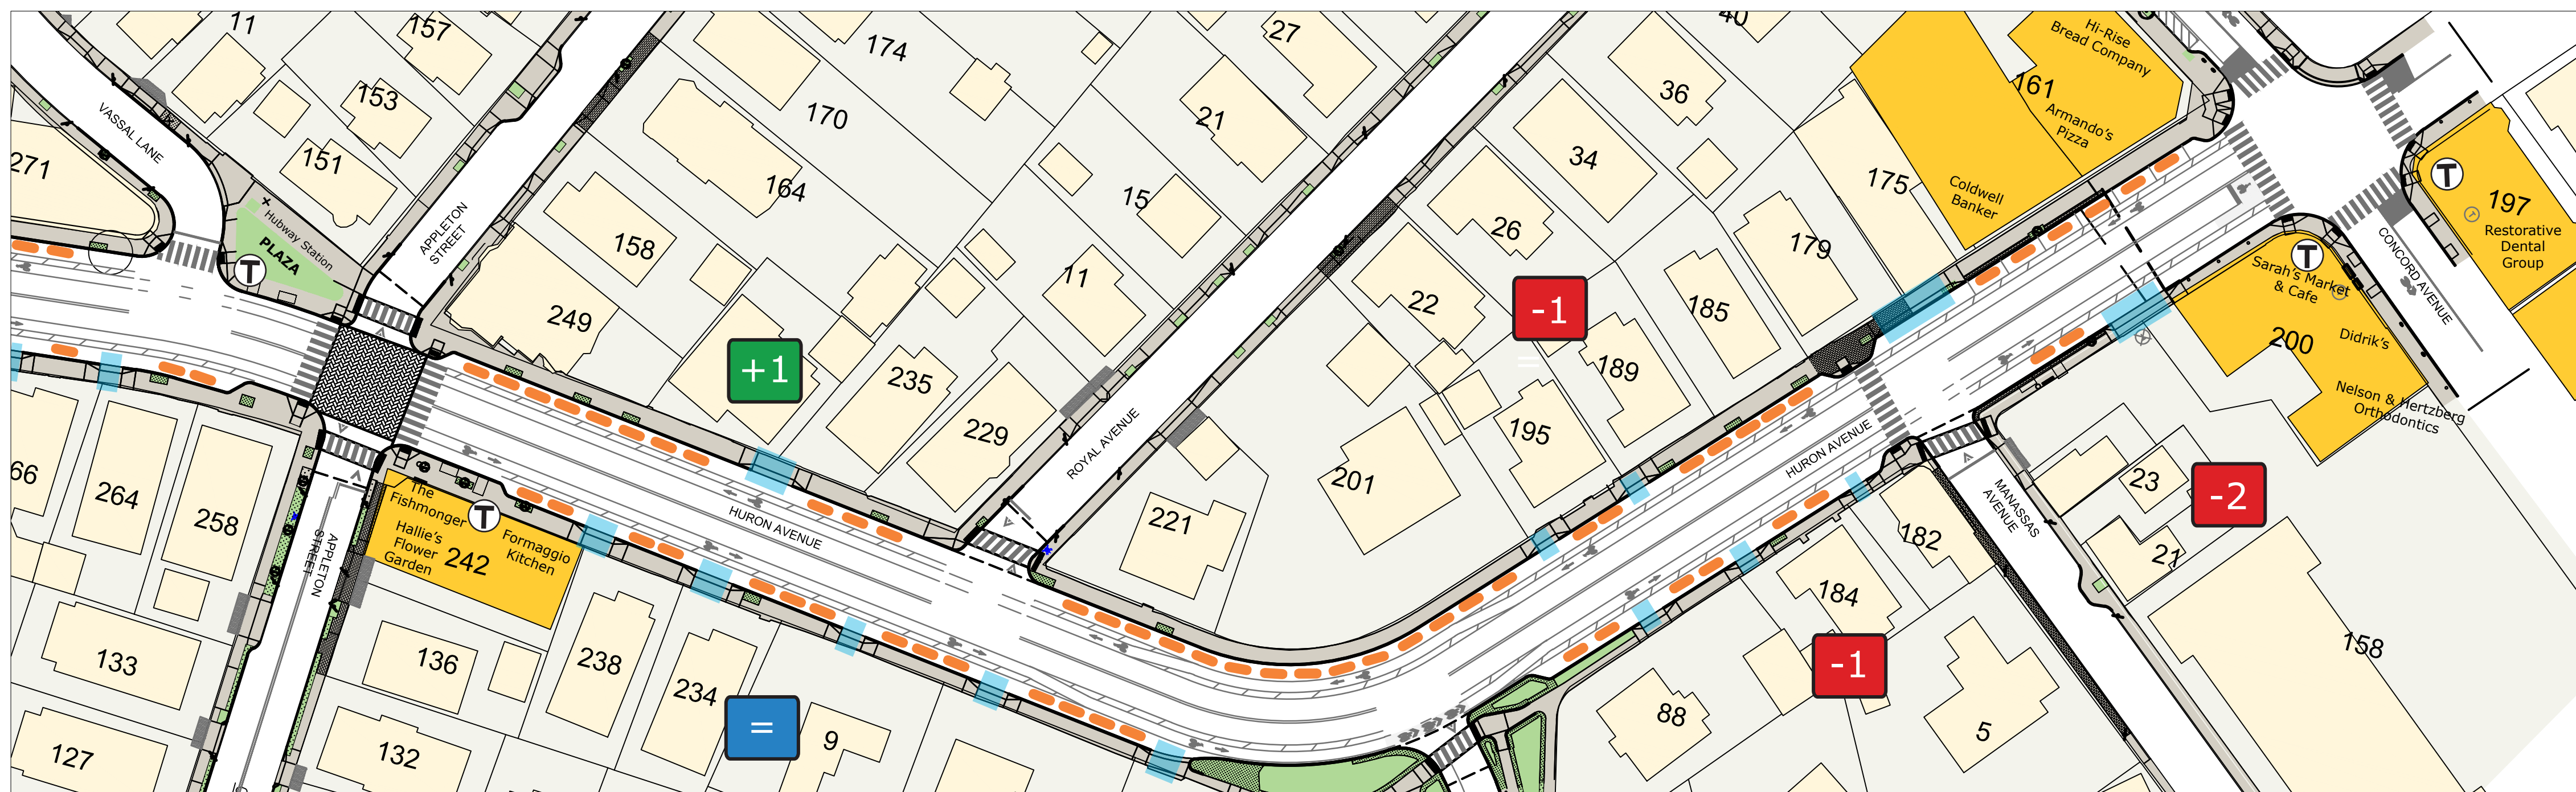 11
157
174
27
40
Hi-Rise
Bread Company
161
Armando's
Pizza
VASSAL LANE
153
170
21
36
34
151
271
Hubway Station
PLAZA
T
APPLETON
STREET
164
158
15
11
26
175
Coldwell
Banker
T
197
Restorative
Dental
Group
179
185
22
-1
=
189
249
+1
235
229
ROYAL AVENUE
195
201
HURON AVENUE
T
Sarah's Market
& Cafe
200
Didrik's
Nelson & Hertzberg
Orthodontics
CONCORD AVENUE
66
264
258
The
Fishmonger
Hallie's
Flower
Garden
242
T
Formaggio
Kitchen
APPLETON
STREET
HURON AVENUE
221
182
184
MANASSAS
AVENUE
23
-2
21
133
136
238
234
=
9
88
-1
5
158
127
132